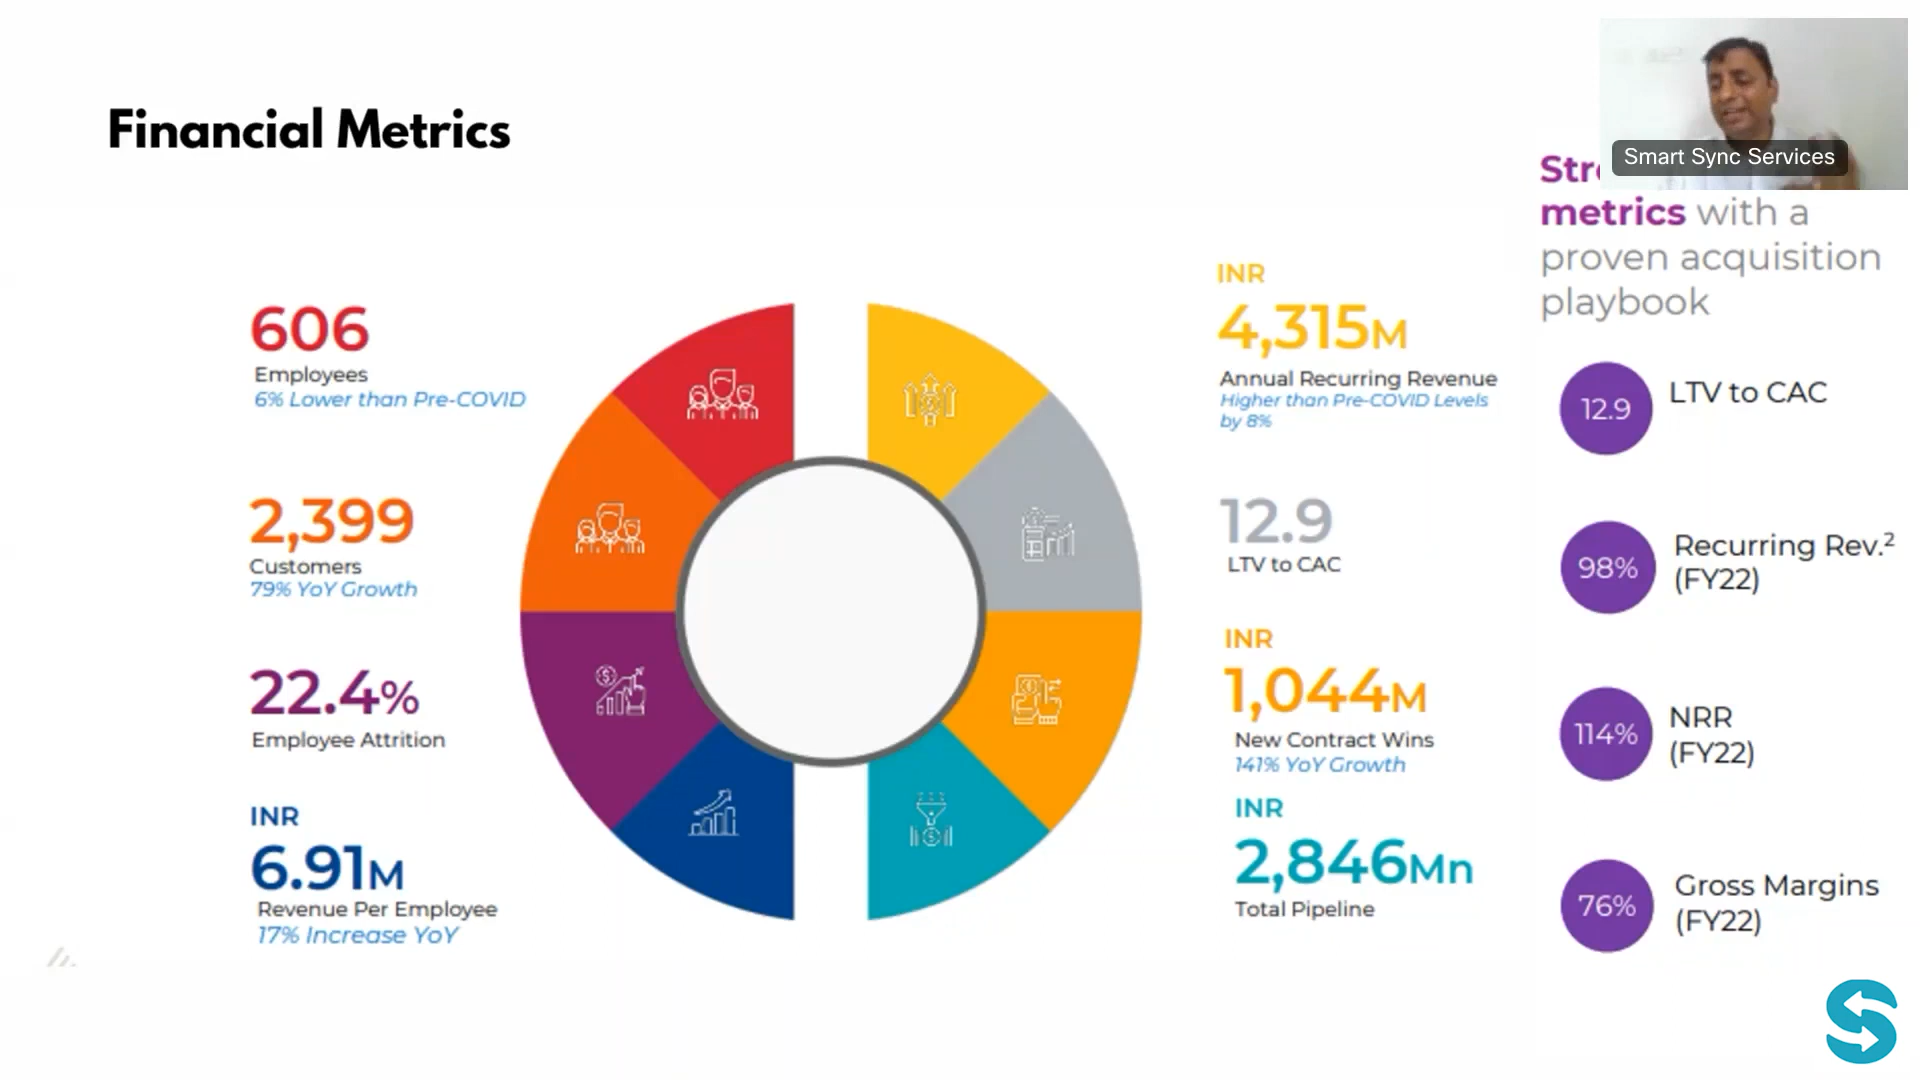 Financial Metrics
Smart Sync Services
606
Employees
6% Lower than Pre-COVID
2,399
Customers
79% YoY Growth
22.4%
Employee Attrition
INR
6.91M
Revenue Per Employee
17% Increase YoY
INR
4,315M
Annual Recurring Revenue
Higher than Pre-COVID Levels
by 8%
12.9
LTV to CAC
INR
1,044M
New Contract Wins
141% YoY Growth
INR
2,846Mn
Total Pipeline
metrics with a
proven acquisition
playbook
12.9
LTV to CAC
98%
Recurring Rev.²
(FY22)
114%
NRR
(FY22)
76%
Gross Margins
(FY22)